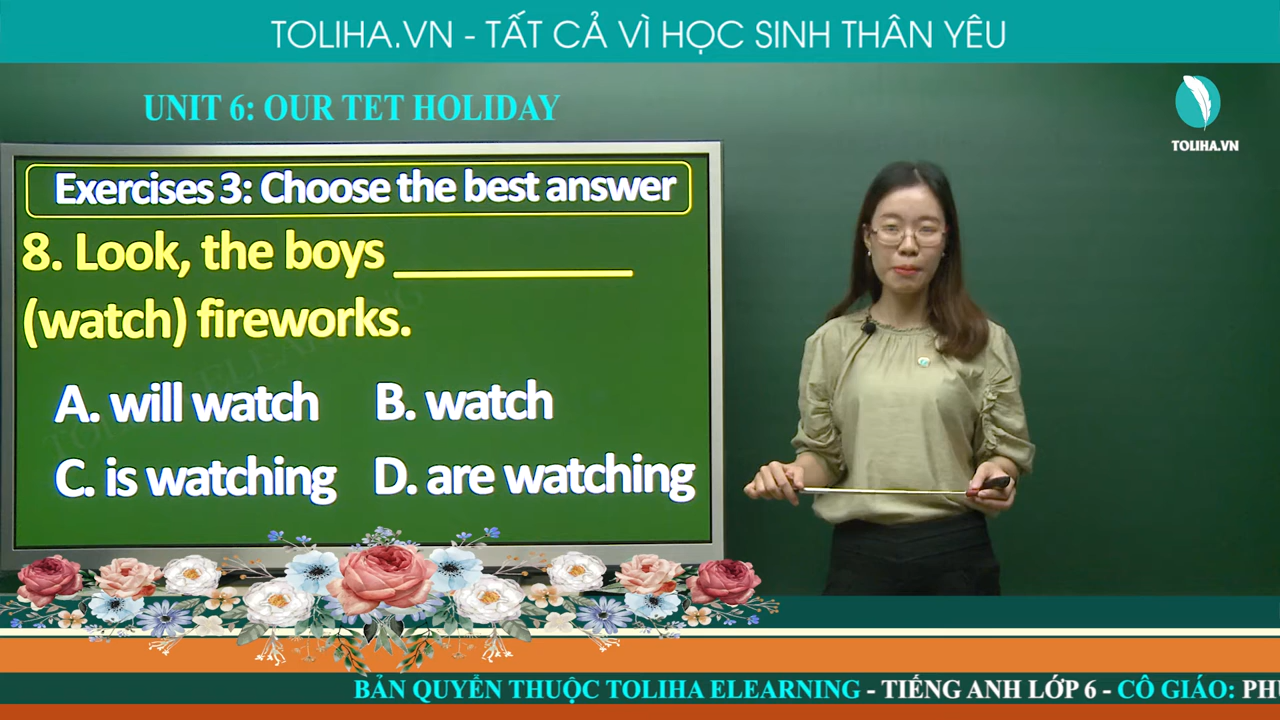 TOLIHA.VN - TẤT CẢ VÌ HỌC SINH THÂN YÊU
UNIT 6: OUR TET HOLIDAY
TOLIHA.VN
Exercises 3: Choose the best answer
8. Look, the boys __________
(watch) fireworks.
A. will watch B. watch
C. is watching D. are watching
BẢN QUYỀN THUỘC TOLIHA ELEARNING - TIẾNG ANH LỚP 6 - CÔ GIÁO: